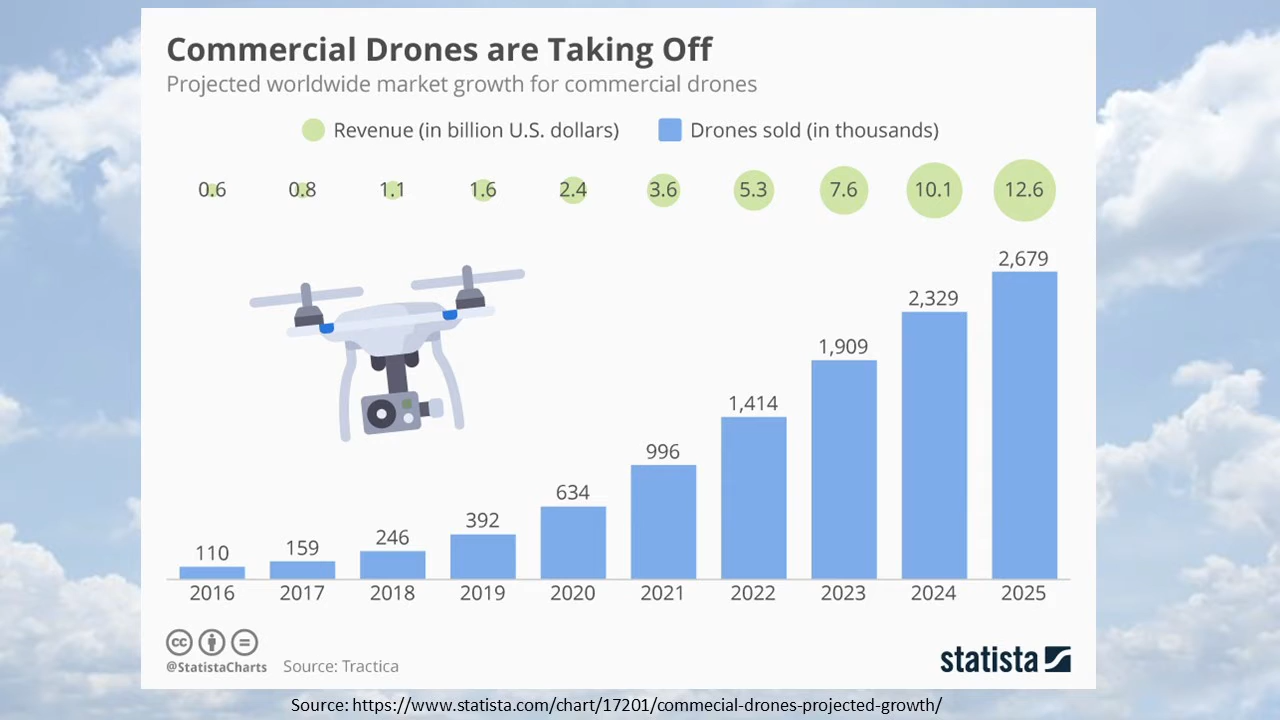 Commercial Drones are Taking Off
Projected worldwide market growth for commercial drones
Revenue (in billion U.S. dollars) Drones sold (in thousands)
0.6 0.8 1.1 1.6 2.4 3.6 5.3 7.6 10.1 12.6
2,679
2,329
1,909
1,414
996
634
392
246
159
110
2016 2017 2018 2019 2020 2021 2022 2023 2024 2025
cc
@StatistaCharts Source: Tractica
statista
Source: https://www.statista.com/chart/17201/commecial-drones-projected-growth/